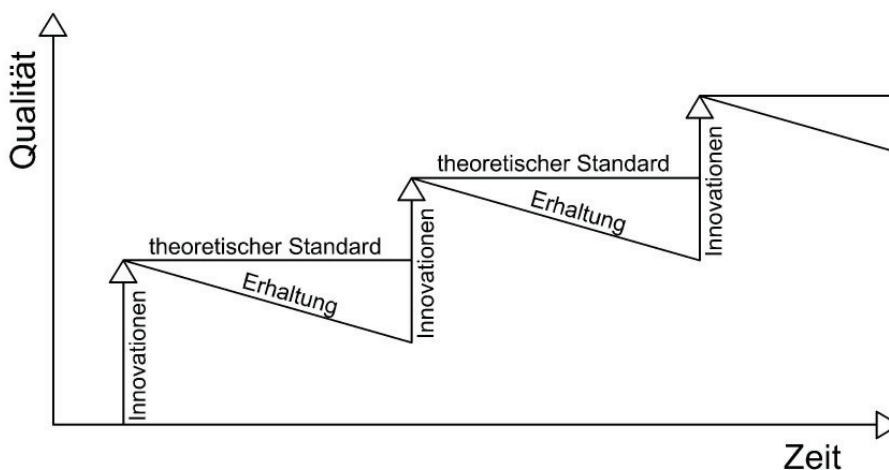 Qualität
theoretischer Standard
Erhaltung
Innovationen
theoretischer Standard
Erhaltung
Innovationen
Innovationen
Zeit